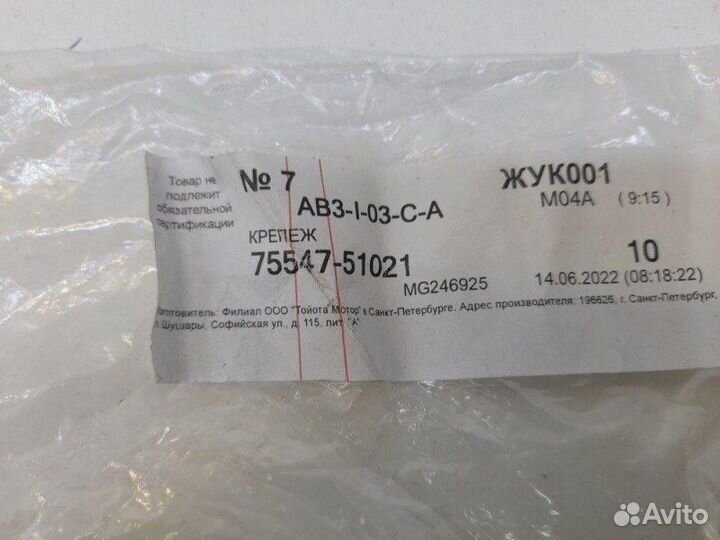 Товар не
подлежит
обязательной
сертификации
№ 7
АВ3-I-03-С-А
КРЕПЕЖ
75547-51021
MG246925
ЖУК001
М04А (9:15)
10
14.06.2022 (08:18:22)
Изготовитель: Филиал ООО "Тойота Мотор" в Санкт-Петербурге. Адрес производителя: 196626, г. Санкт-Петербург,
п. Шушары, Софийская ул., д. 115, лит. "А"
Avito